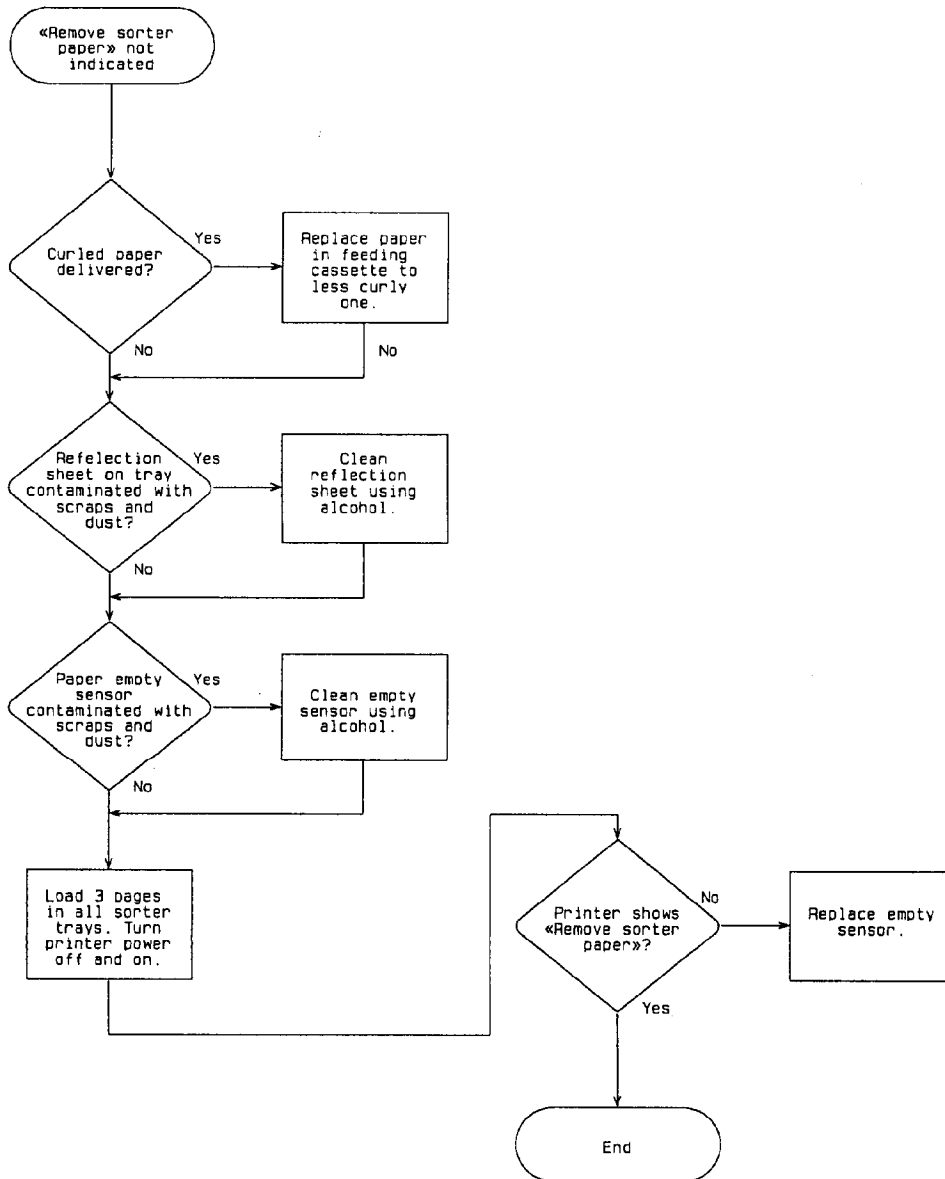 «Remove sorter
paper» not
indicated
Curled paper
delivered?
Yes
Replace paper
in feeding
cassette to
less curly
one.
No
No
Refelection
sheet on tray
contaminated with
scraps and
dust?
Yes
Clean
reflection
sheet using
alcohol.
No
Paper empty
sensor
contaminated with
scraps and
dust?
Yes
Clean empty
sensor using
alcohol.
No
Load 3 pages
in all sorter
trays. Turn
printer power
off and on.
Printer shows
«Remove sorter
paper»?
No
Replace empty
sensor.
Yes
End